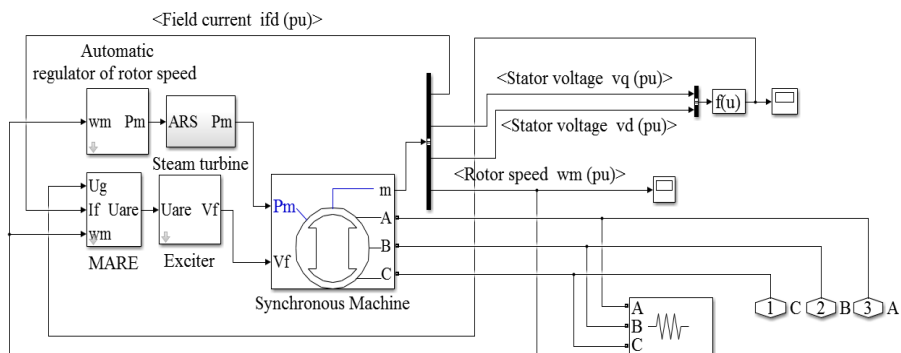 <Field current ifd (pu)>
Automatic
regulator of rotor speed
wm Pm
ARS Pm
Steam turbine
<Stator voltage vq (pu)>
f(u)
<Stator voltage vd (pu)>
<Rotor speed wm (pu)>
Ug
If Uare
wm
MARE
Uare Vf
Exciter
m
Pm
A
B
Vf
C
Synchronous Machine
A
B
C
1 C
2 B
3 A